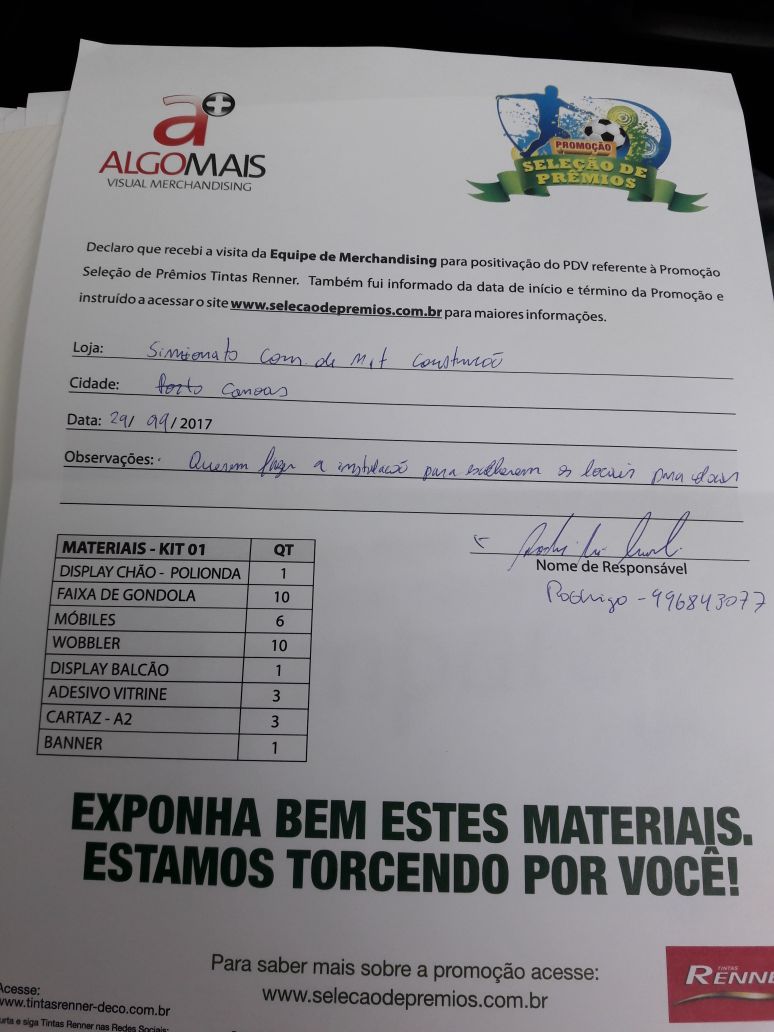 a+
ALGOMAIS
VISUAL MERCHANDISING
PROMOÇÃO
SELEÇÃO DE
PRÊMIOS
Declaro que recebi a visita da Equipe de Merchandising para positivação do PDV referente à Promoção
Seleção de Prêmios Tintas Renner. Também fui informado da data de início e término da Promoção e
instruído a acessar o site www.selecaodepremios.com.br para maiores informações.
Loja: Simionato Com. de Mat Construcão
Cidade: Porto Canoas
Data: 29/ 09 / 2017
Observações: Querem fazer a instalacão para escolherem os locais para
Nome de Responsável
Rodrigo - 996843077
MATERIAIS - KIT 01 QT
DISPLAY CHÃO - POLIONDA 1
FAIXA DE GONDOLA 10
MÓBILES 6
WOBBLER 10
DISPLAY BALCÃO 1
ADESIVO VITRINE 3
CARTAZ - A2 3
BANNER 1
EXPONHA BEM ESTES MATERIAIS.
ESTAMOS TORCENDO POR VOCÊ!
Para saber mais sobre a promoção acesse:
www.selecaodepremios.com.br
TINTAS
RENNE
Acesse:
www.tintasrenner-deco.com.br
urta e siga Tintas Renner nas Redes Sociais: